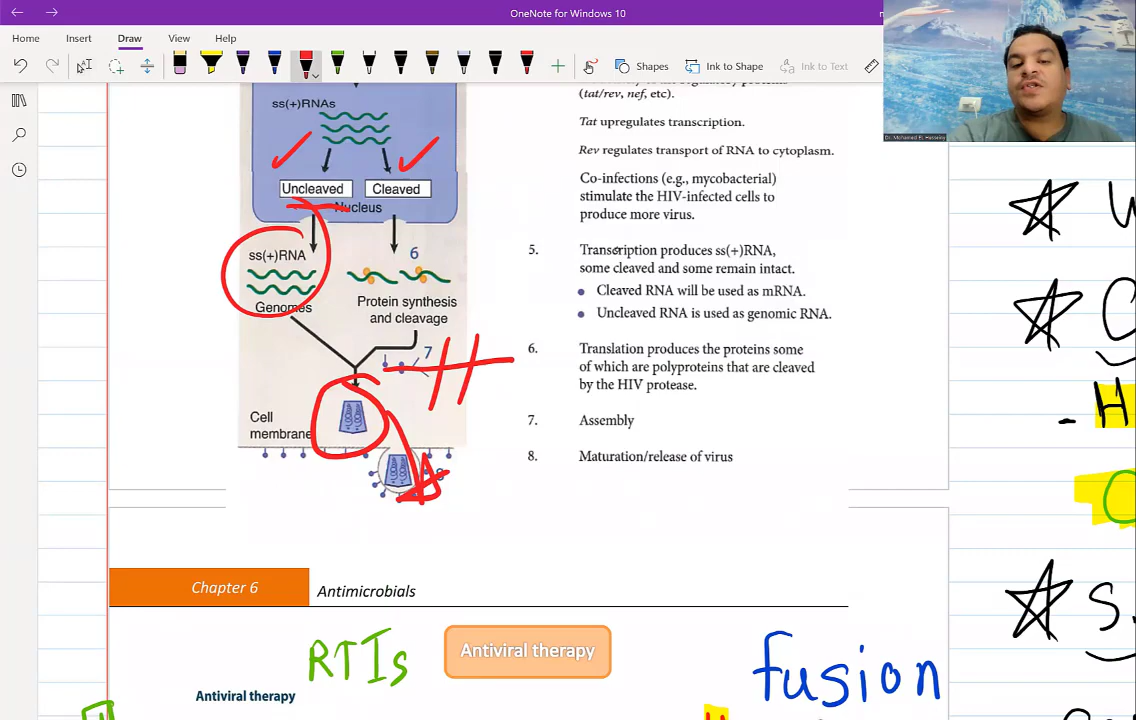 OneNote for Windows 10
Home Insert Draw View Help
Shapes Ink to Shape Ink to Text
Dr. Mohamed EL Husseiny
(tat/rev, nef, etc).
ss(+)RNAs
Tat upregulates transcription.
Rev regulates transport of RNA to cytoplasm.
Uncleaved Cleaved
Nucleus
Co-infections (e.g., mycobacterial)
stimulate the HIV-infected cells to
produce more virus.
ss(+)RNA 6
Genomes
Protein synthesis
and cleavage
5. Transcription produces ss(+)RNA,
some cleaved and some remain intact.
Cleaved RNA will be used as mRNA.
Uncleaved RNA is used as genomic RNA.
7
6. Translation produces the proteins some
of which are polyproteins that are cleaved
by the HIV protease.
Cell
membrane
8
7. Assembly
8. Maturation/release of virus
Chapter 6 Antimicrobials
RTIs
Antiviral therapy
fusion
Antiviral therapy